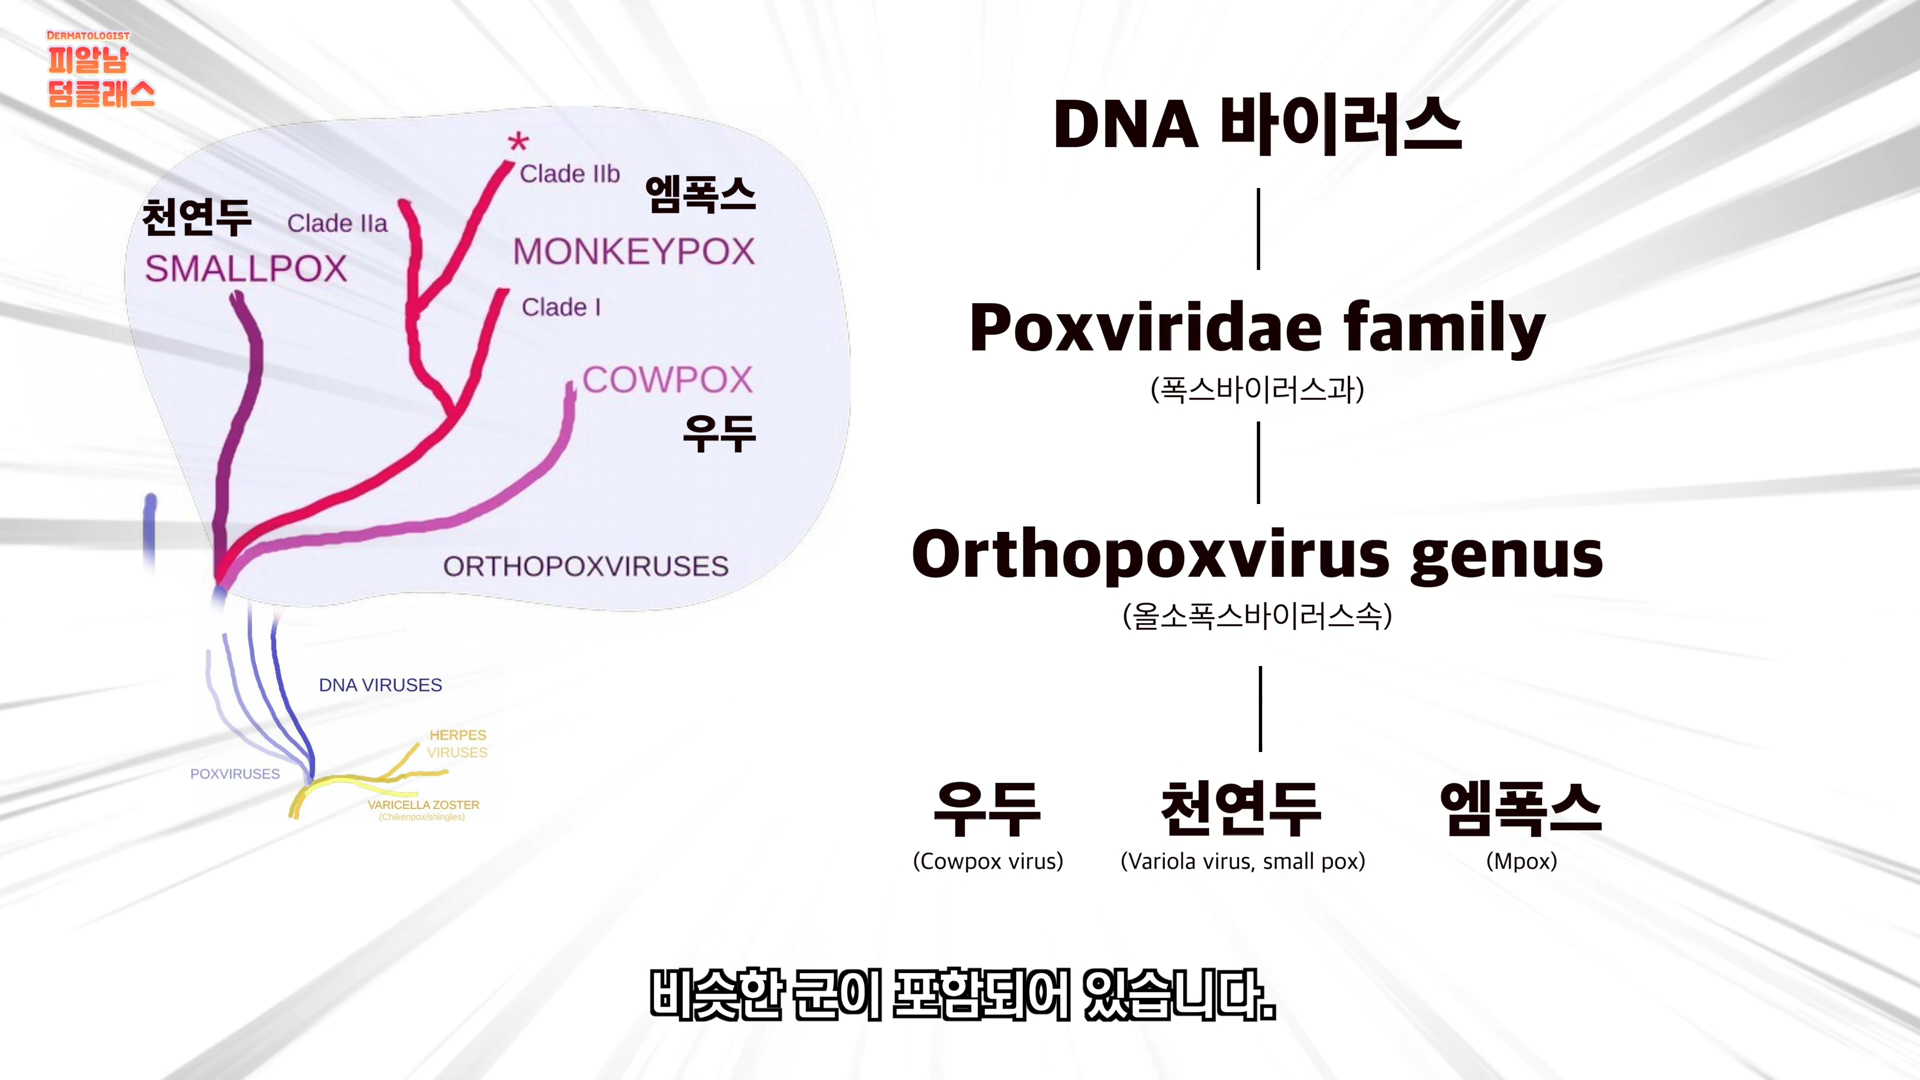 DERMATOLOGIST
피알남
덤클래스
*
Clade IIb
엠폭스
천연두
Clade IIa
SMALLPOX
MONKEYPOX
Clade I
COWPOX
우두
ORTHOPOXVIRUSES
DNA VIRUSES
HERPES
VIRUSES
POXVIRUSES
VARICELLA ZOSTER
(Chikenpox/shingles)
DNA 바이러스
Poxviridae family
(폭스바이러스과)
Orthopoxvirus genus
(올소폭스바이러스속)
우두
(Cowpox virus)
천연두
(Variola virus, small pox)
엠폭스
(Mpox)
비슷한 군이 포함되어 있습니다.